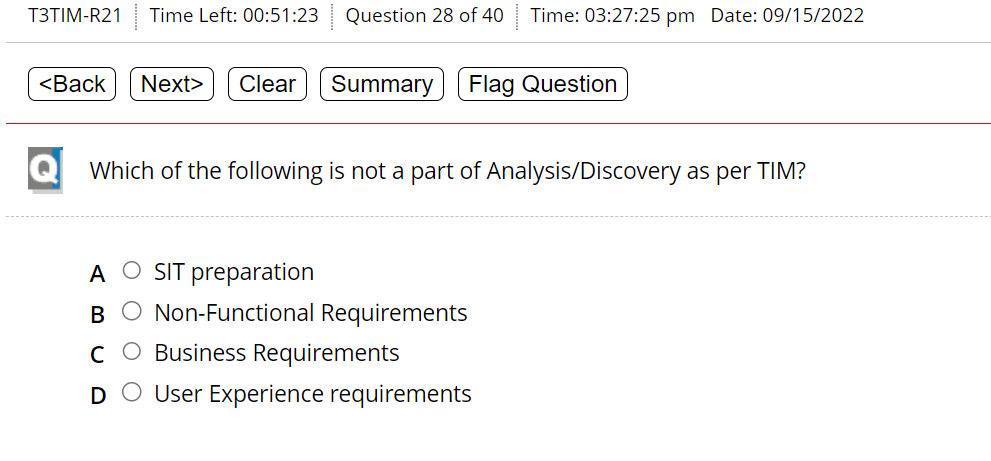 T3TIM-R21 Time Left: 00:51:23 Question 28 of 40 Time: 03:27:25 pm Date: 09/15/2022
<Back Next> Clear Summary Flag Question
Q Which of the following is not a part of Analysis/Discovery as per TIM?
A SIT preparation
B Non-Functional Requirements
C Business Requirements
D User Experience requirements